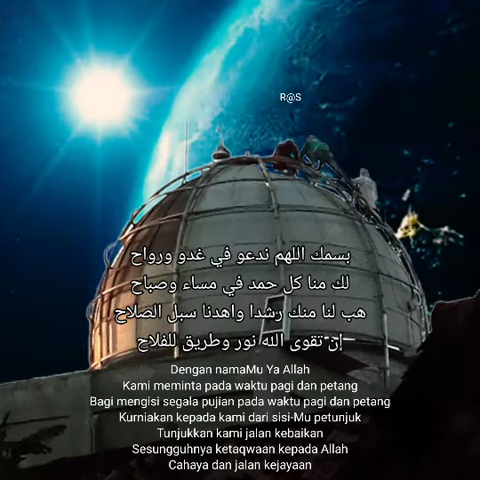 R@S
بسمك اللهم ندعو في غدو ورواح
لك منا كل حمد في مساء وصباح
هب لنا منك رشدا واهدنا سبل الصلاح
إن تقوى الله نور وطريق للفلاح
Dengan namaMu Ya Allah
Kami meminta pada waktu pagi dan petang
Bagi mengisi segala pujian pada waktu pagi dan petang
Kurniakan kepada kami dari sisi-Mu petunjuk
Tunjukkan kami jalan kebaikan
Sesungguhnya ketaqwaan kepada Allah
Cahaya dan jalan kejayaan